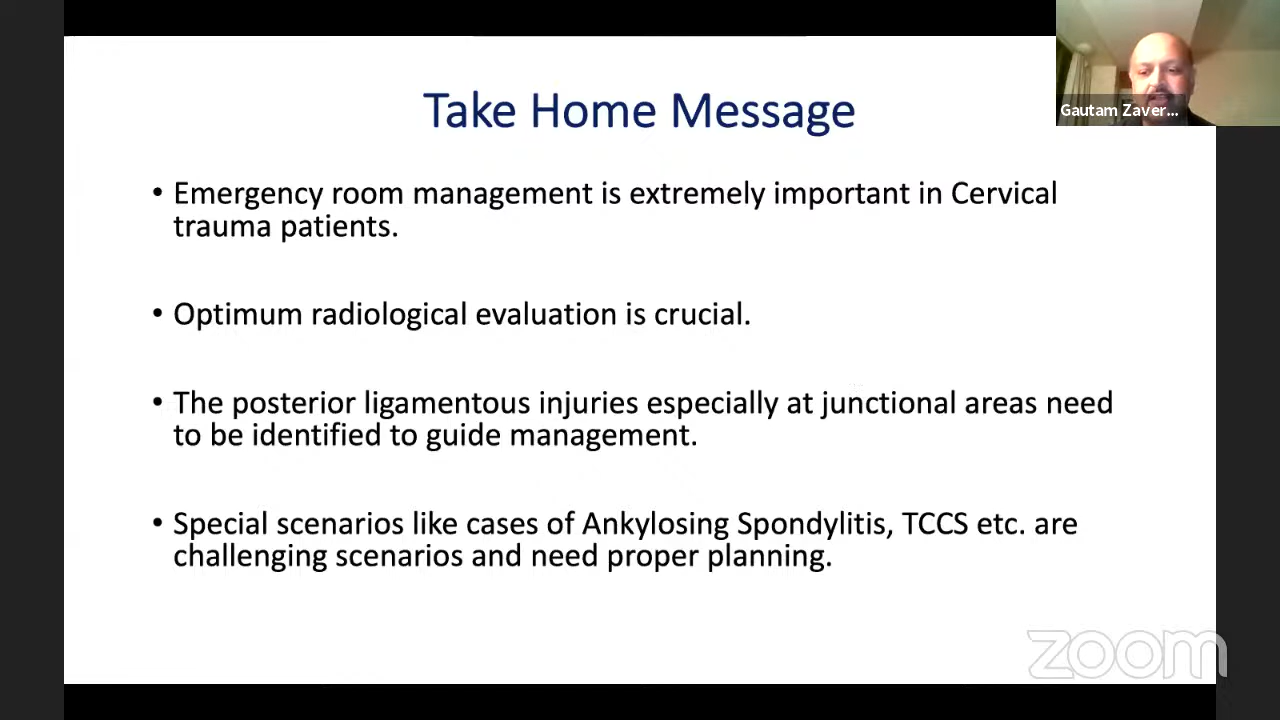 Take Home Message
Gautam Zaver...
• Emergency room management is extremely important in Cervical
trauma patients.
• Optimum radiological evaluation is crucial.
• The posterior ligamentous injuries especially at junctional areas need
to be identified to guide management.
• Special scenarios like cases of Ankylosing Spondylitis, TCCS etc. are
challenging scenarios and need proper planning.
zoom